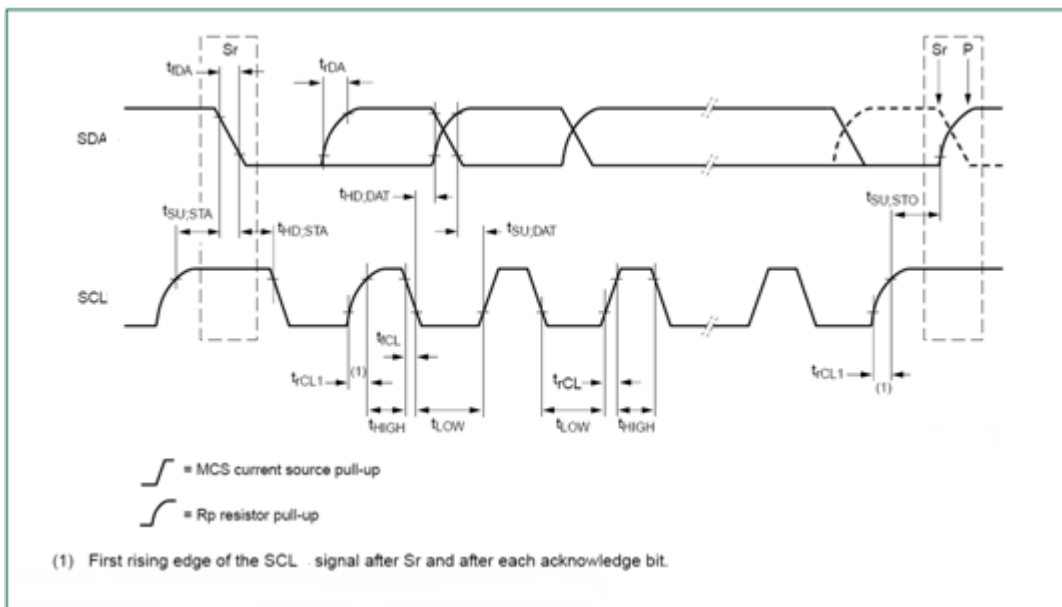 Sr
Sr P
tfDA
trDA
SDA
tHD;DAT
tSU;STA
tHD;STA
tSU;DAT
tSU;STO
SCL
tfCL
trCL1 (1)
trCL
trCL1 (1)
tHIGH
tLOW
tLOW
tHIGH
= MCS current source pull-up
= Rp resistor pull-up
(1) First rising edge of the SCL signal after Sr and after each acknowledge bit.